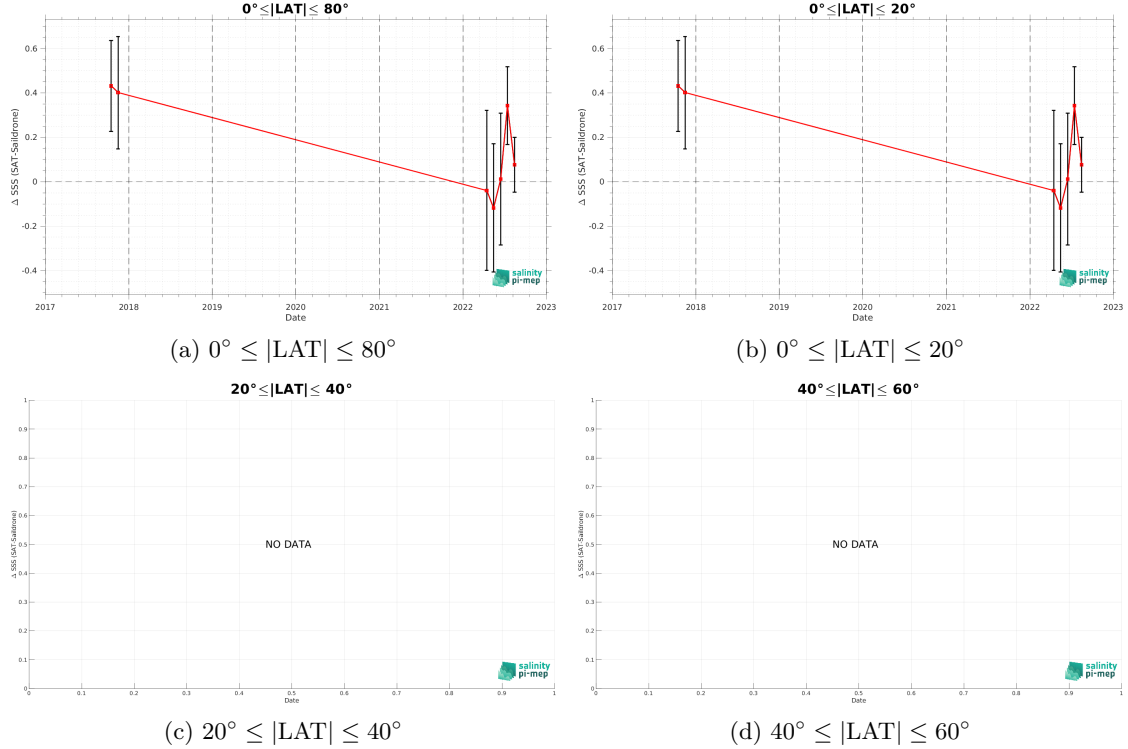 0°≤|LAT|≤ 80°
0.6
0.4
0.2
0
-0.2
-0.4
Δ SSS (SAT-Saildrone)
2017 2018 2019 2020 2021 2022 2023
Date
salinity
pi-mep
(a) 0° ≤ |LAT| ≤ 80°
0°≤|LAT|≤ 20°
0.6
0.4
0.2
0
-0.2
-0.4
Δ SSS (SAT-Saildrone)
2017 2018 2019 2020 2021 2022 2023
Date
salinity
pi-mep
(b) 0° ≤ |LAT| ≤ 20°
20°≤|LAT|≤ 40°
1
0.9
0.8
0.7
0.6
0.5
0.4
0.3
0.2
0.1
0
Δ SSS (SAT-Saildrone)
NO DATA
0 0.1 0.2 0.3 0.4 0.5 0.6 0.7 0.8 0.9 1
Date
salinity
pi-mep
(c) 20° ≤ |LAT| ≤ 40°
40°≤|LAT|≤ 60°
1
0.9
0.8
0.7
0.6
0.5
0.4
0.3
0.2
0.1
0
Δ SSS (SAT-Saildrone)
NO DATA
0 0.1 0.2 0.3 0.4 0.5 0.6 0.7 0.8 0.9 1
Date
salinity
pi-mep
(d) 40° ≤ |LAT| ≤ 60°